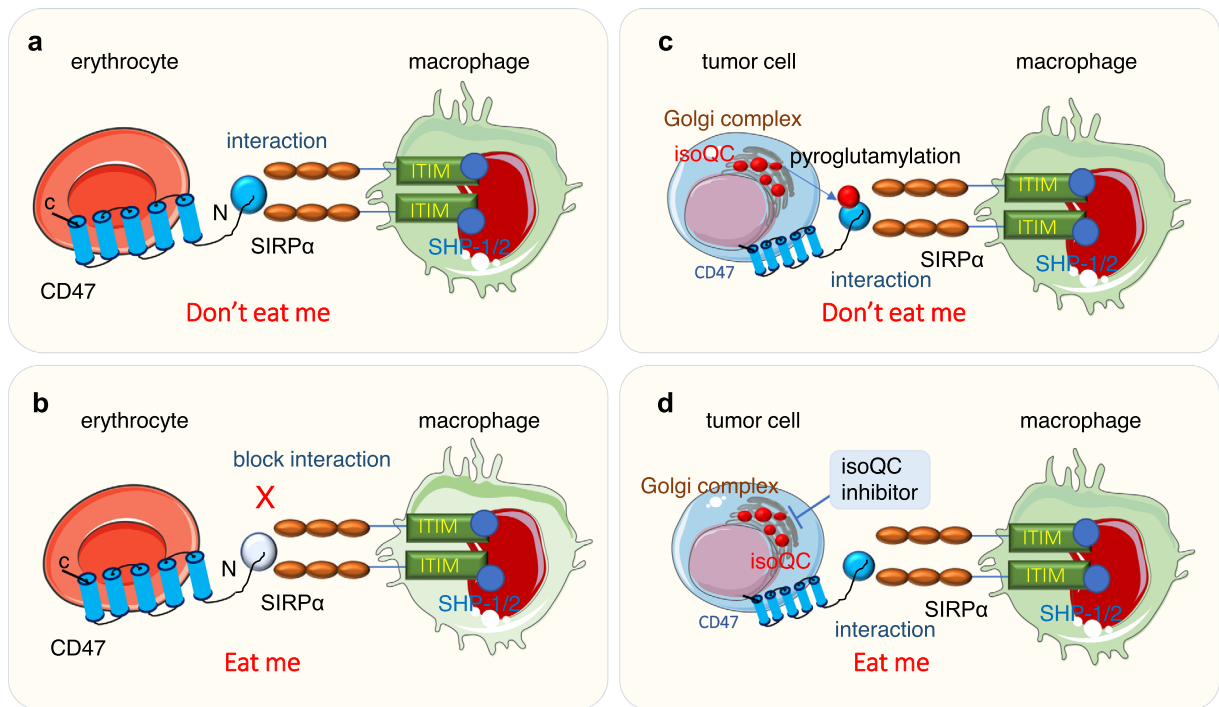 a
erythrocyte
macrophage
interaction
ITIM
ITIM
c
N
SIRPα
SHP-1/2
CD47
Don’t eat me
c
tumor cell
macrophage
Golgi complex
isoQC
pyroglutamylation
ITIM
ITIM
SIRPα
SHP-1/2
CD47
interaction
Don’t eat me
b
erythrocyte
macrophage
block interaction
X
ITIM
ITIM
c
N
SIRPα
SHP-1/2
CD47
Eat me
d
tumor cell
macrophage
isoQC
inhibitor
Golgi complex
isoQC
ITIM
ITIM
SIRPα
SHP-1/2
CD47
interaction
Eat me